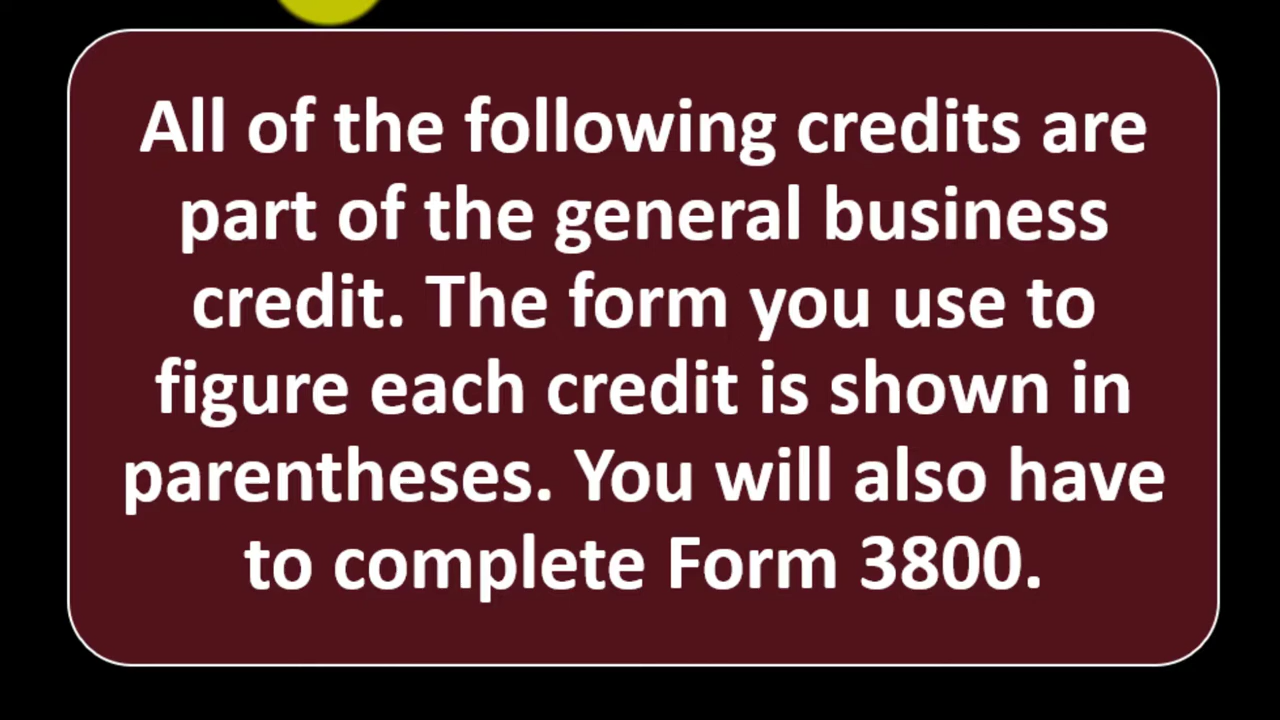 All of the following credits are
part of the general business
credit. The form you use to
figure each credit is shown in
parentheses. You will also have
to complete Form 3800.